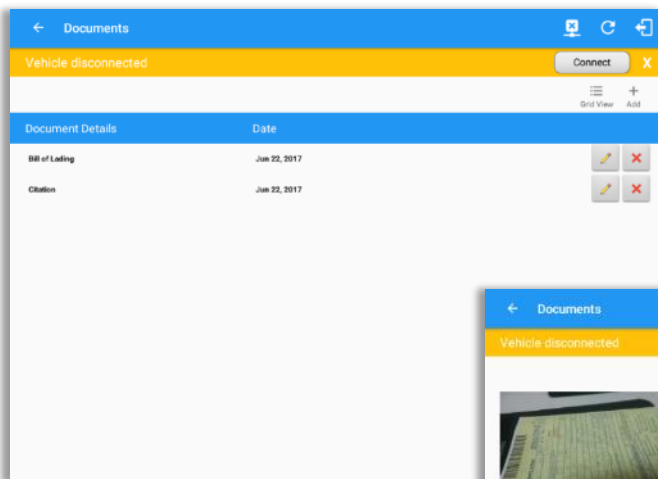 Documents
Vehicle disconnected
Connect X
Grid View Add
Document Details Date
Bill of Lading Jun 22, 2017
Citation Jun 22, 2017
Documents
Vehicle disconnected